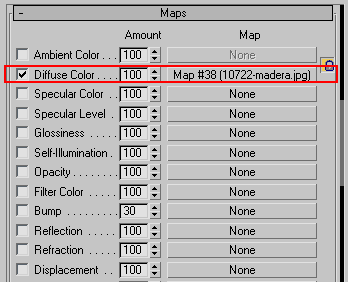 - Maps
Amount Map
Ambient Color . . . 100 None
Diffuse Color . . . . 100 Map #38 (10722-madera.jpg)
Specular Color . . 100 None
Specular Level . 100 None
Glossiness . . . . . 100 None
Self-Illumination . 100 None
Opacity . . . . . . . . 100 None
Filter Color . . . . . 100 None
Bump . . . . . . . . . 30 None
Reflection . . . . . 100 None
Refraction . . . . . 100 None
Displacement . . . 100 None